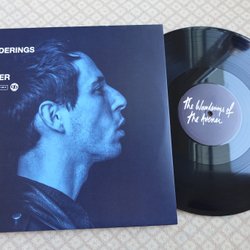 DERINGS
ER
the Wanderings
of the Avener